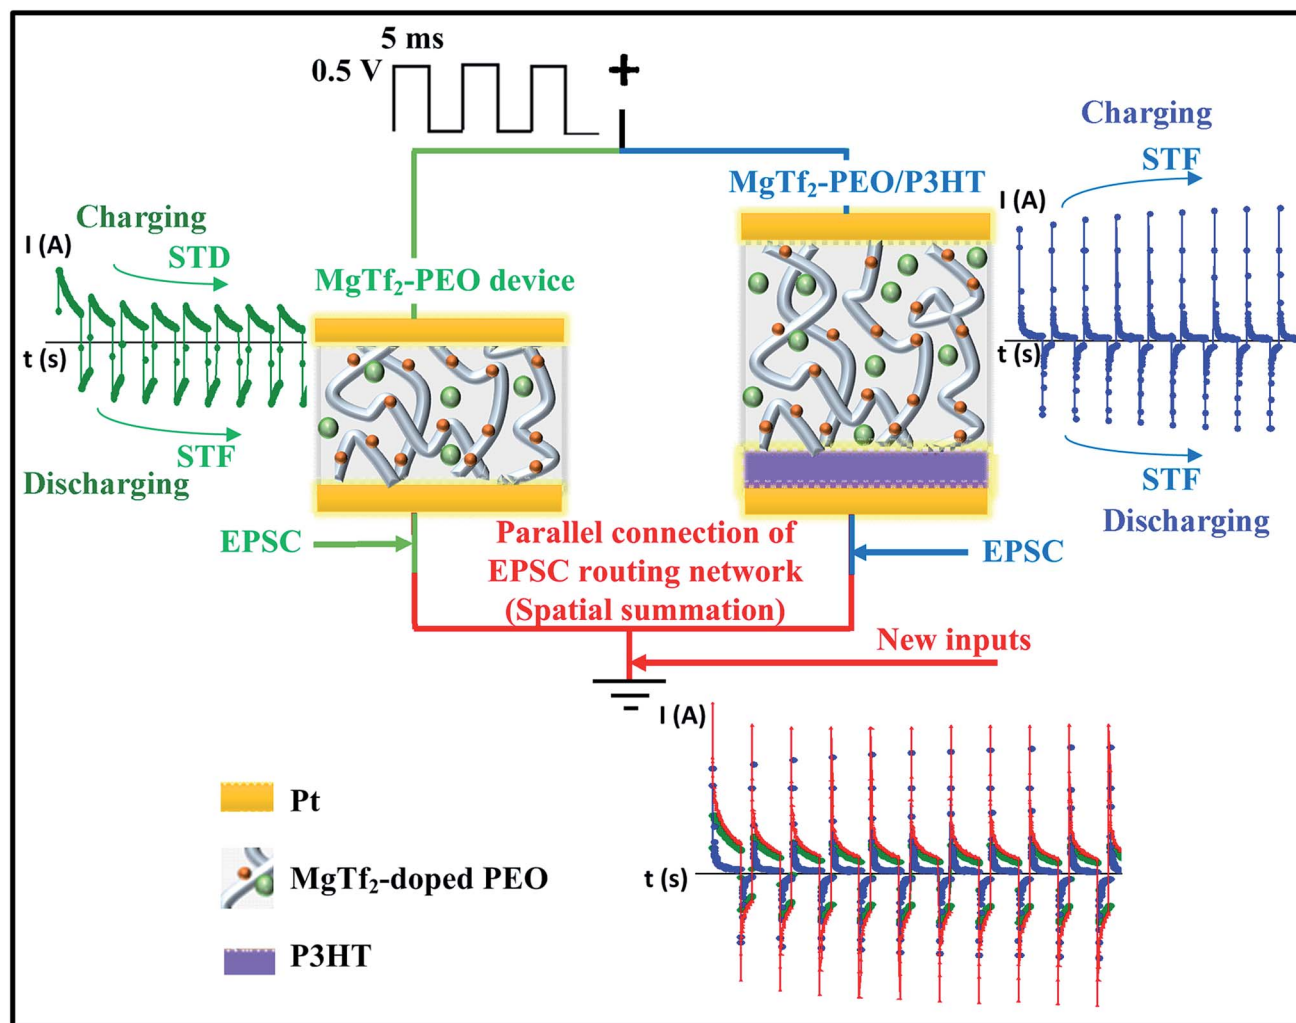 5 ms
0.5 V
+
Charging
STF
MgTf₂-PEO/P3HT
I (A)
Charging
STD
I (A)
MgTf₂-PEO device
t (s)
t (s)
STF
Discharging
STF
Discharging
EPSC
Parallel connection of
EPSC routing network
(Spatial summation)
EPSC
New inputs
I (A)
t (s)
Pt
MgTf₂-doped PEO
P3HT